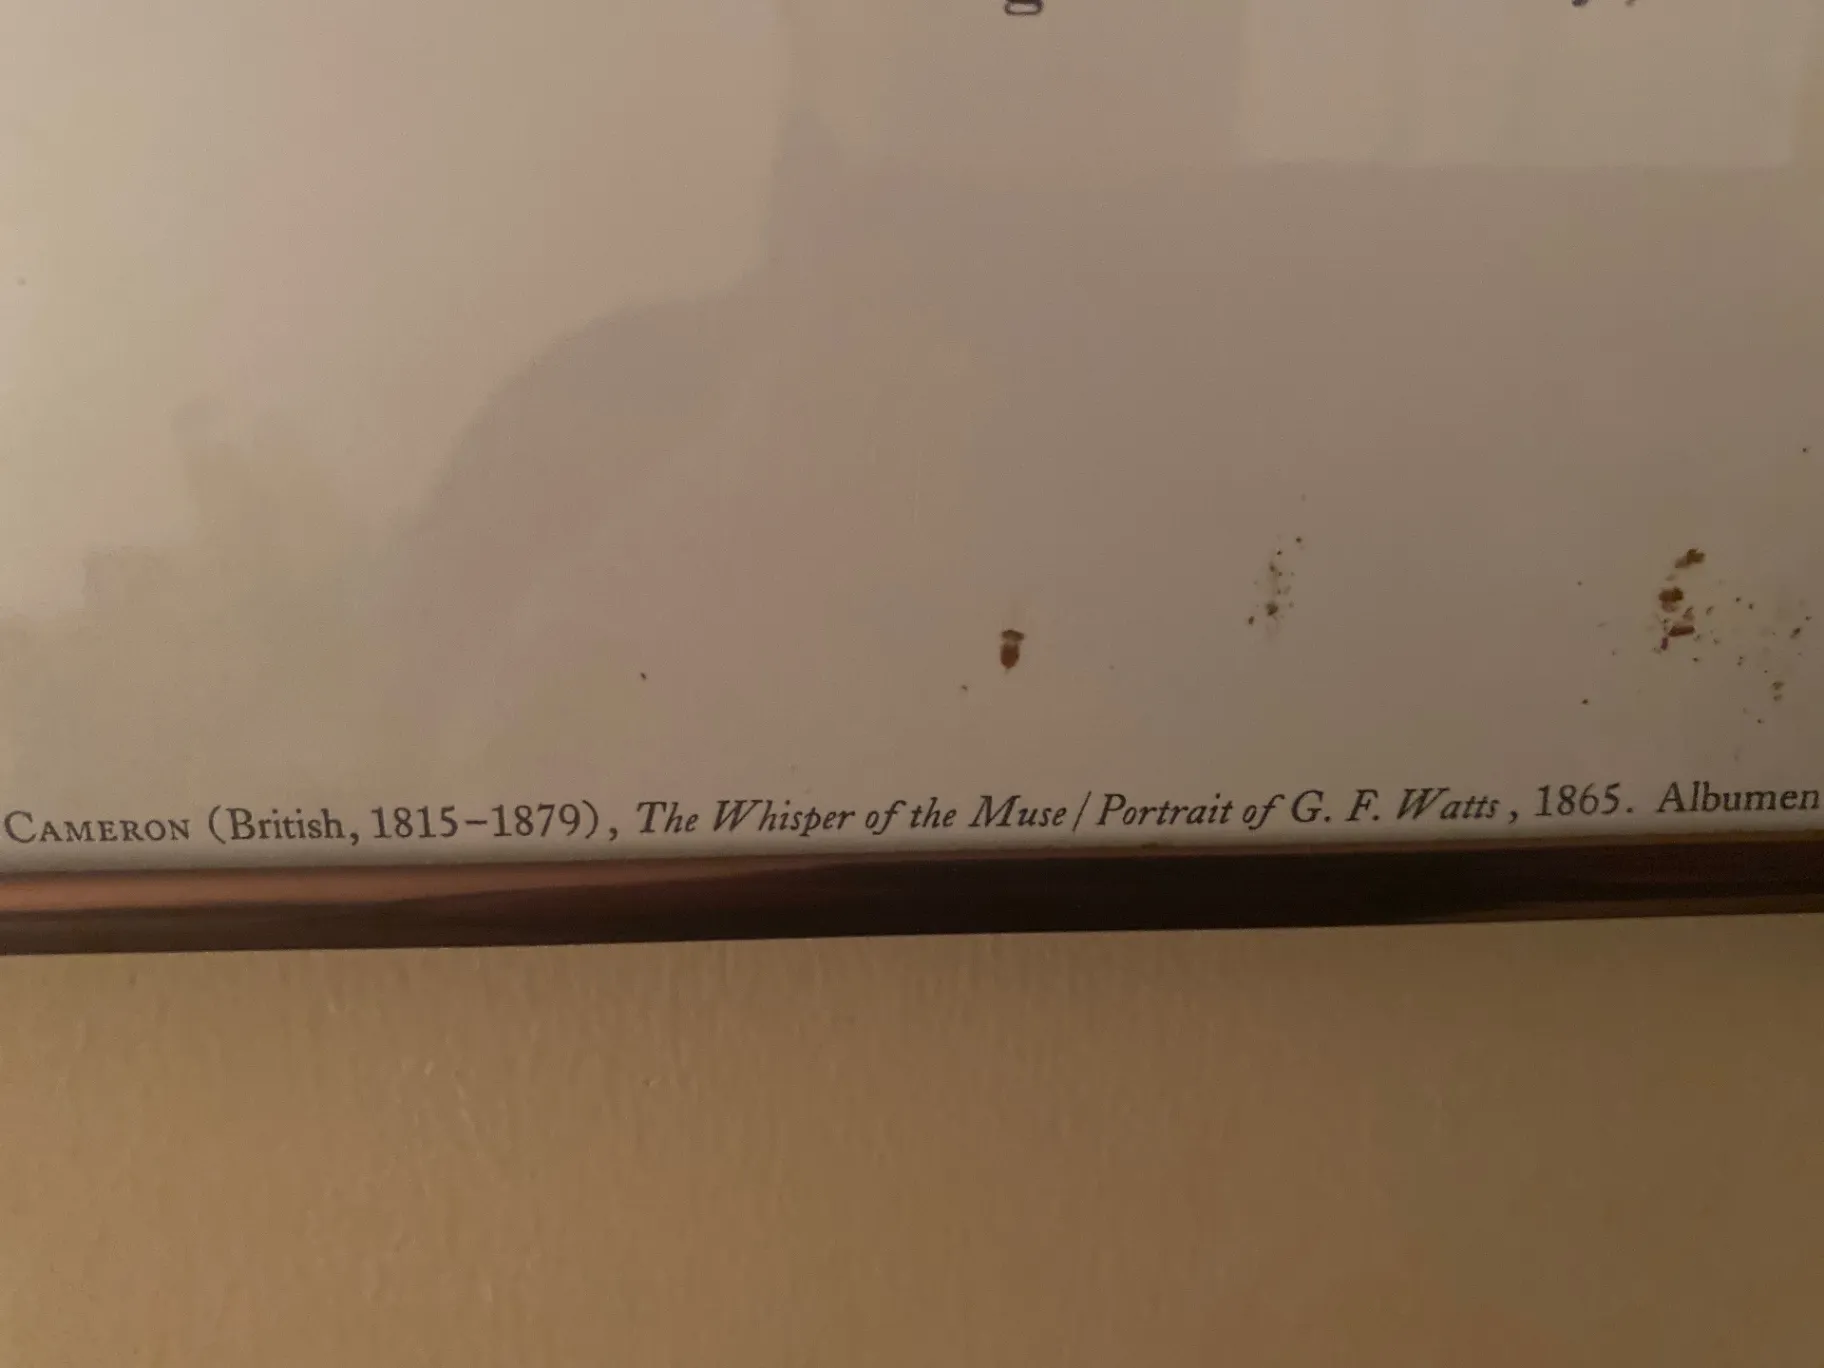 CAMERON (British, 1815–1879), The Whisper of the Muse / Portrait of G. F. Watts, 1865. Albumen